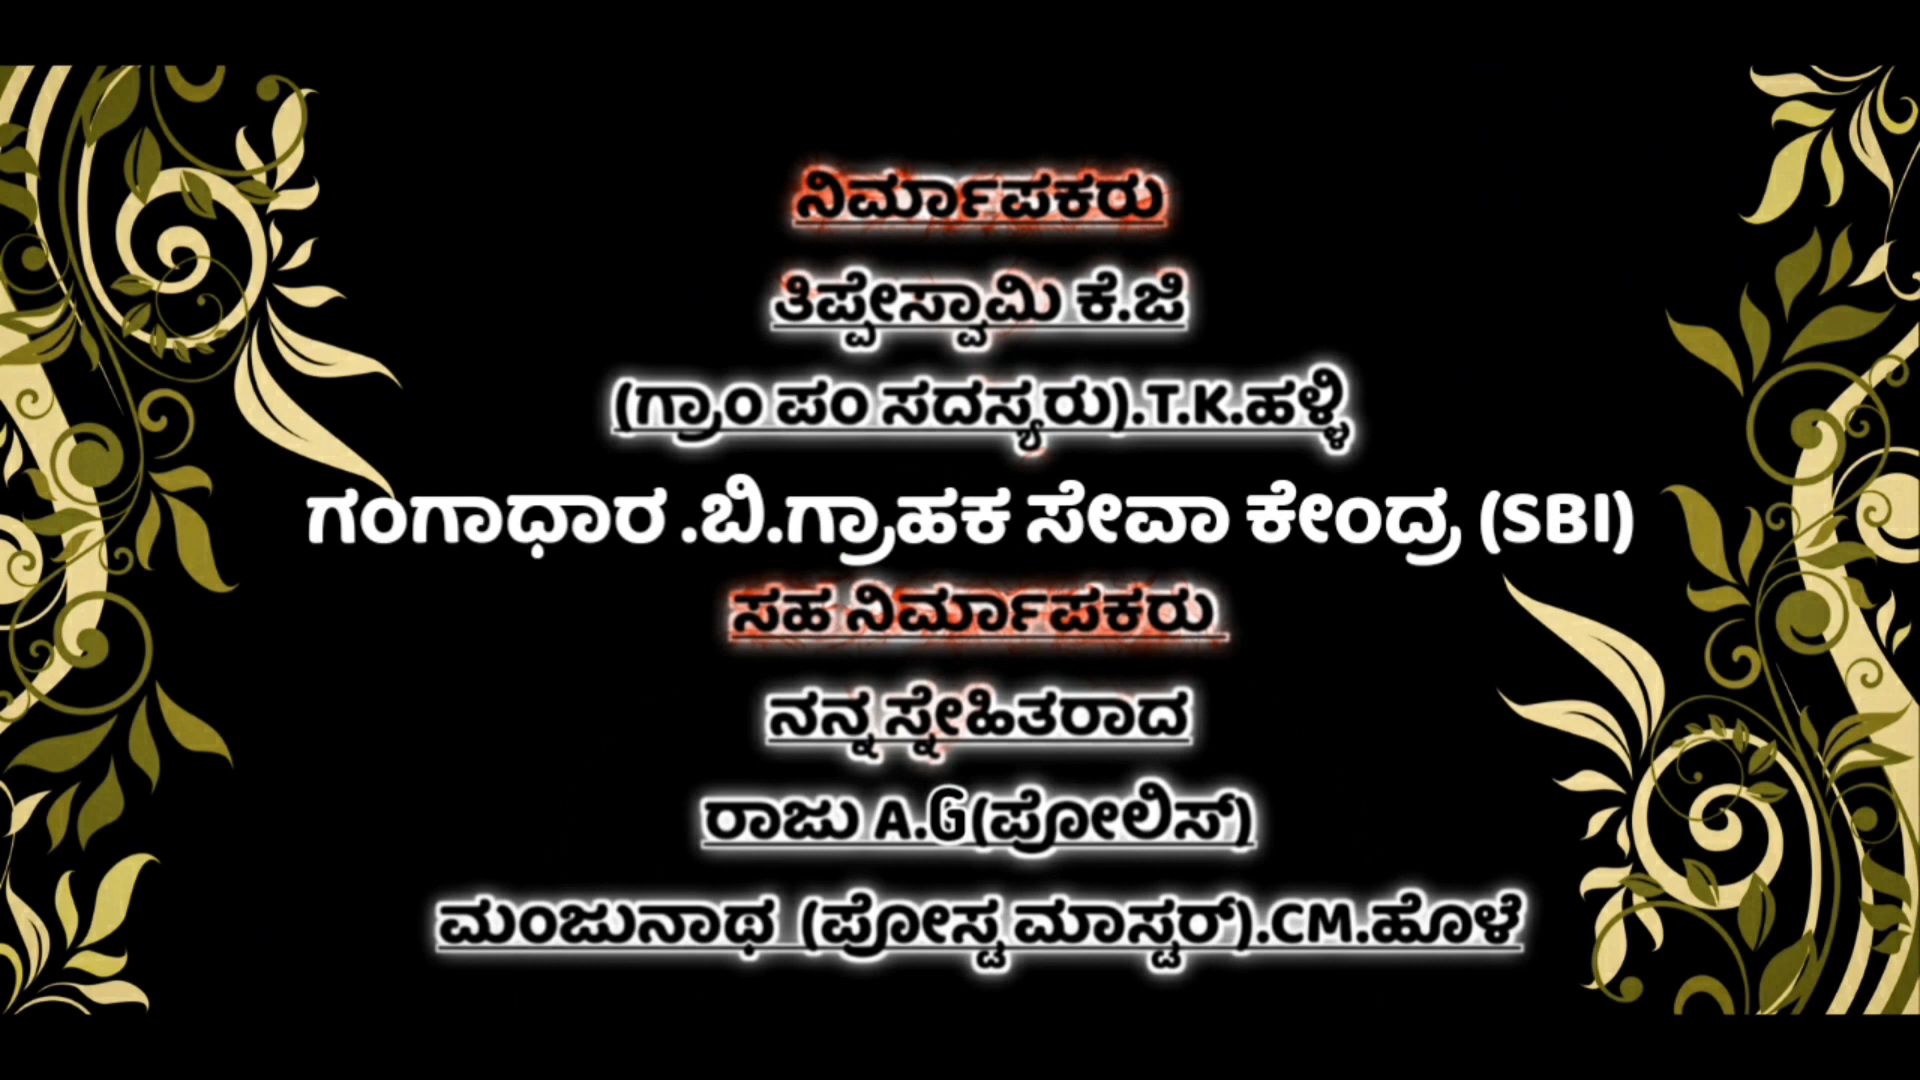 ನಿರ್ಮಾಪಕರು
ತಿಪ್ಪೇಸ್ವಾಮಿ ಕೆ.ಜಿ
(ಗ್ರಾಂ ಪಂ ಸದಸ್ಯರು).T.K.ಹಳ್ಳಿ
ಗಂಗಾಧಾರ .ಬಿ.ಗ್ರಾಹಕ ಸೇವಾ ಕೇಂದ್ರ (SBI)
ಸಹ ನಿರ್ಮಾಪಕರು
ನನ್ನ ಸ್ನೇಹಿತರಾದ
ರಾಜು A.G(ಪೋಲಿಸ್)
ಮಂಜುನಾಥ (ಪೋಸ್ಟ ಮಾಸ್ಟರ್).CM.ಹೊಳೆ